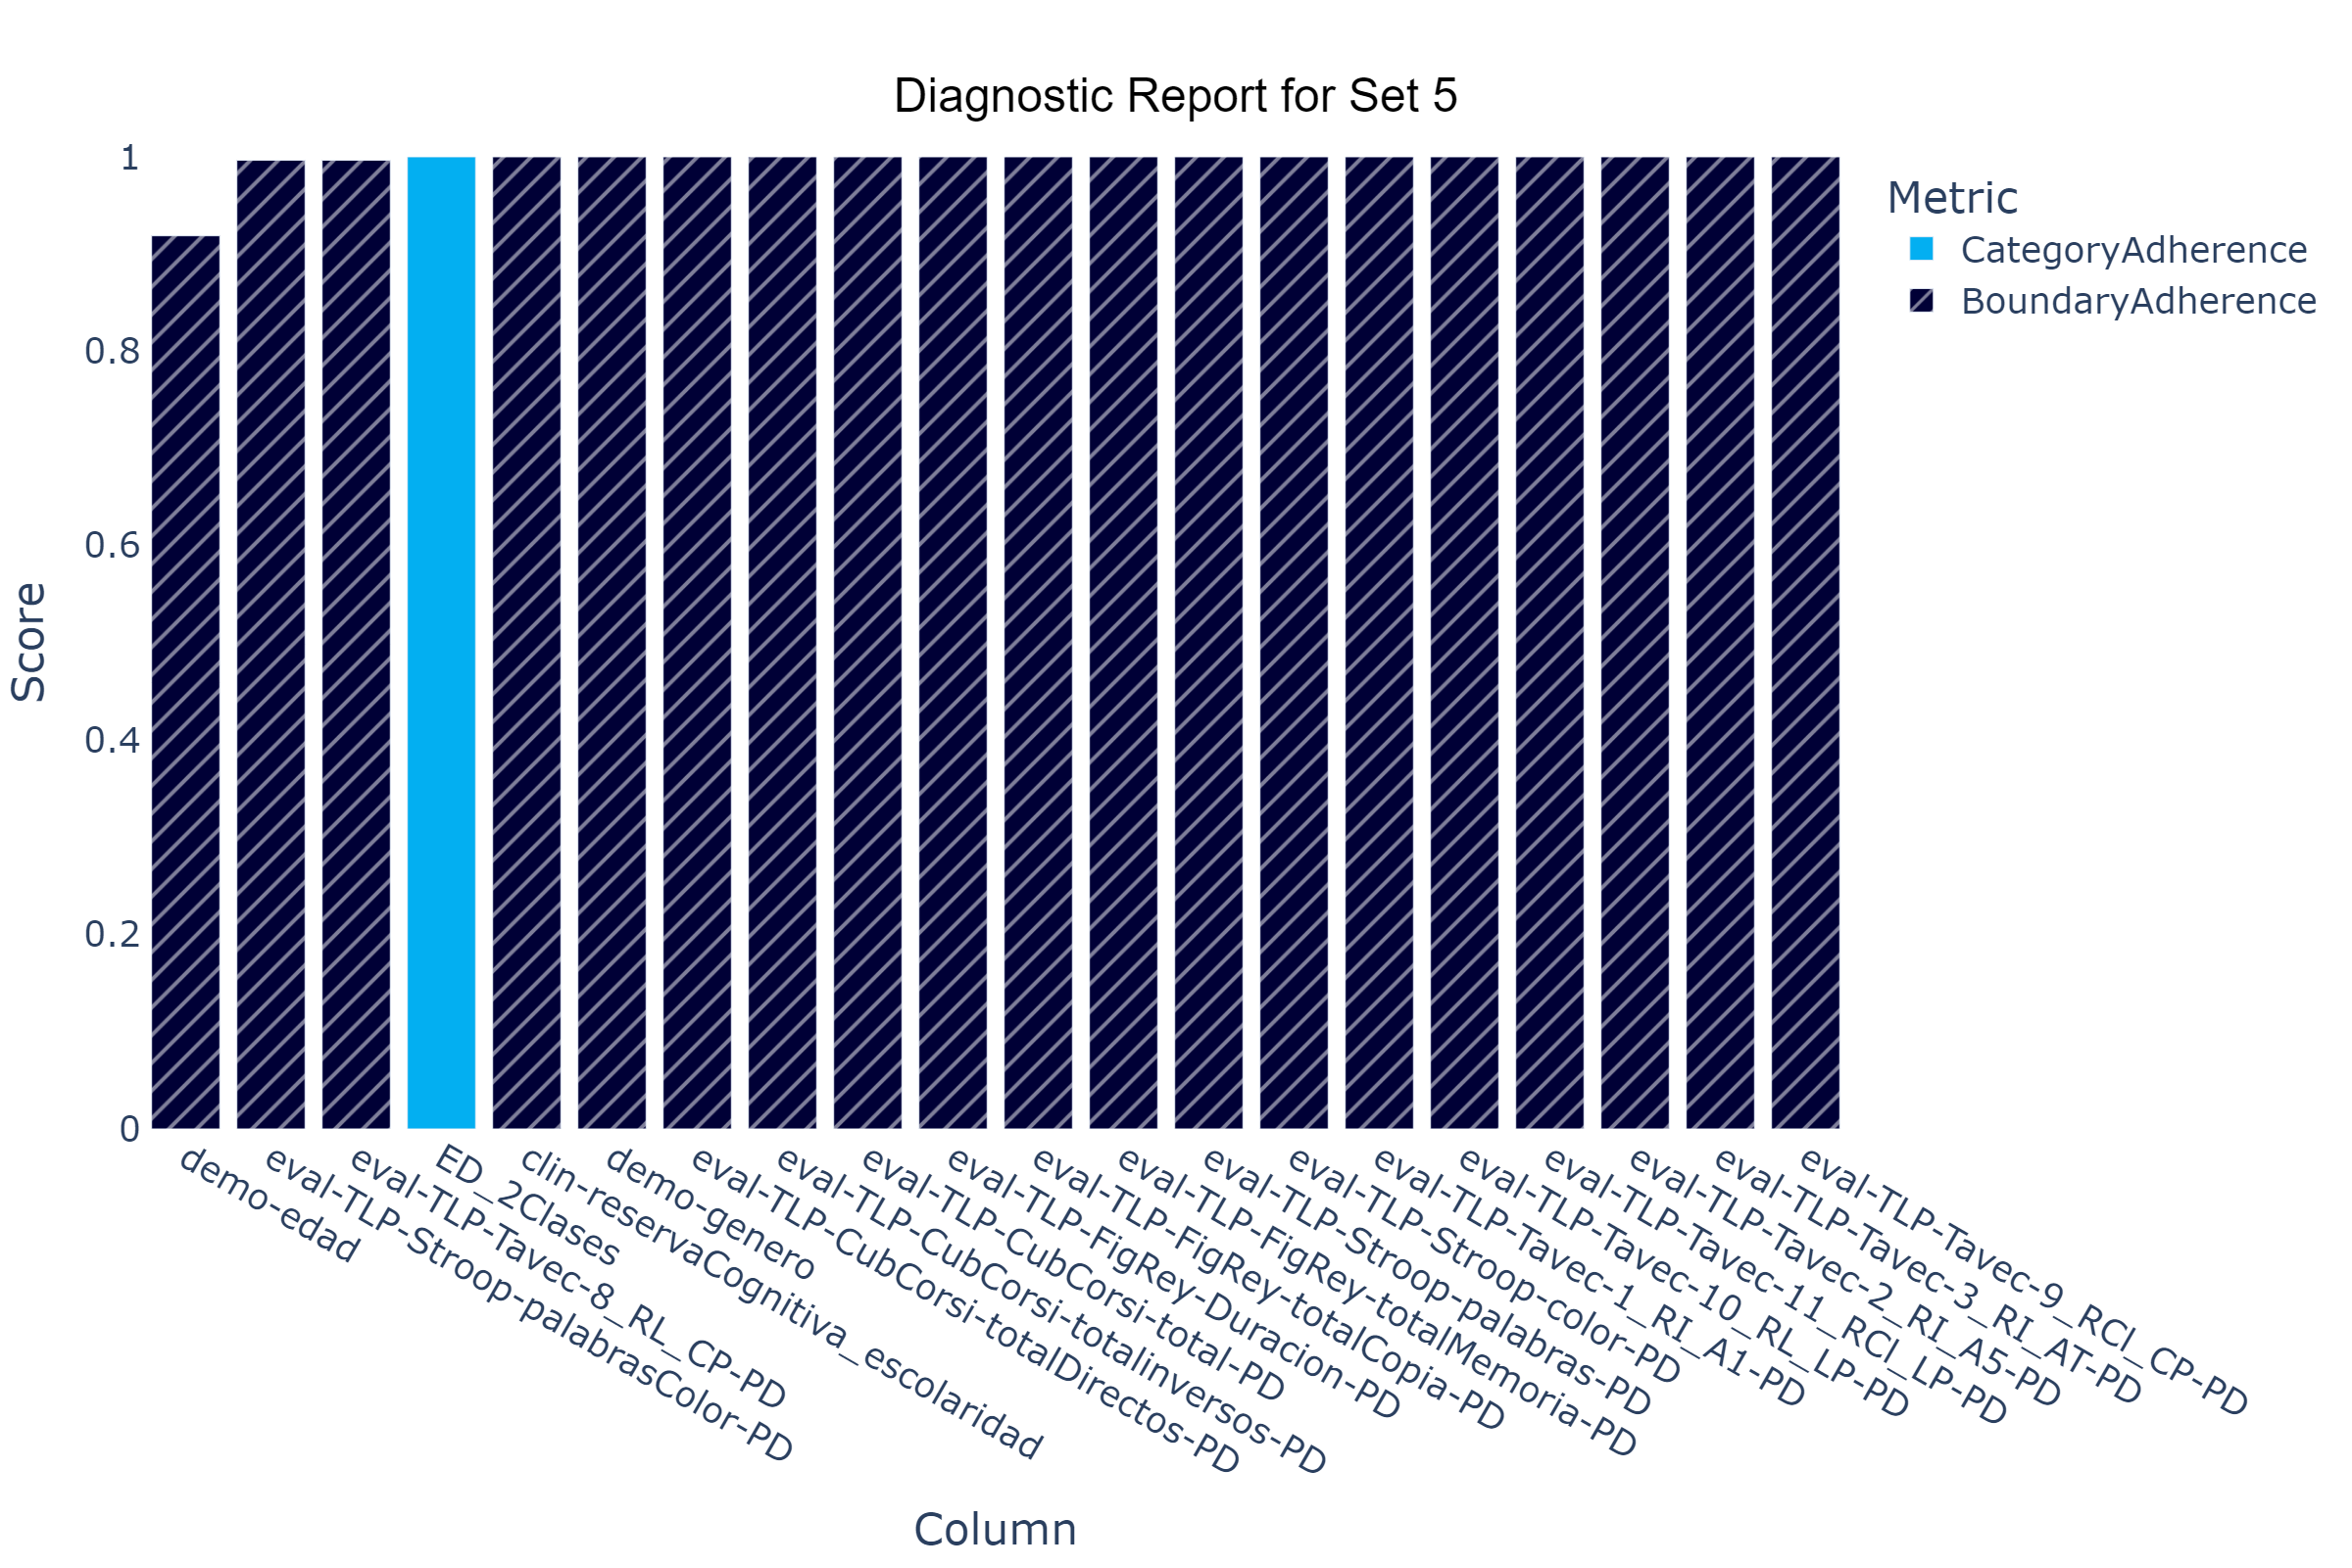 Diagnostic Report for Set 5
1
0.8
0.6
0.4
0.2
0
Score
Metric
CategoryAdherence
BoundaryAdherence
demo-edad
eval-TLP-Stroop-palabrasColor-PD
eval-TLP-Tavec-8_RL_CP-PD
ED_2Clases
clin-reservaCognitiva_escolaridad
demo-genero
eval-TLP-CubCorsi-totalDirectos-PD
eval-TLP-CubCorsi-totalinversos-PD
eval-TLP-CubCorsi-total-PD
eval-TLP-FigRey-Duracion-PD
eval-TLP-FigRey-totalCopia-PD
eval-TLP-FigRey-totalMemoria-PD
eval-TLP-Stroop-palabras-PD
eval-TLP-Stroop-color-PD
eval-TLP-Tavec-1_RI_A1-PD
eval-TLP-Tavec-10_RL_LP-PD
eval-TLP-Tavec-11_RCl_LP-PD
eval-TLP-Tavec-2_RI_A5-PD
eval-TLP-Tavec-3_RI_AT-PD
eval-TLP-Tavec-9_RCl_CP-PD
Column